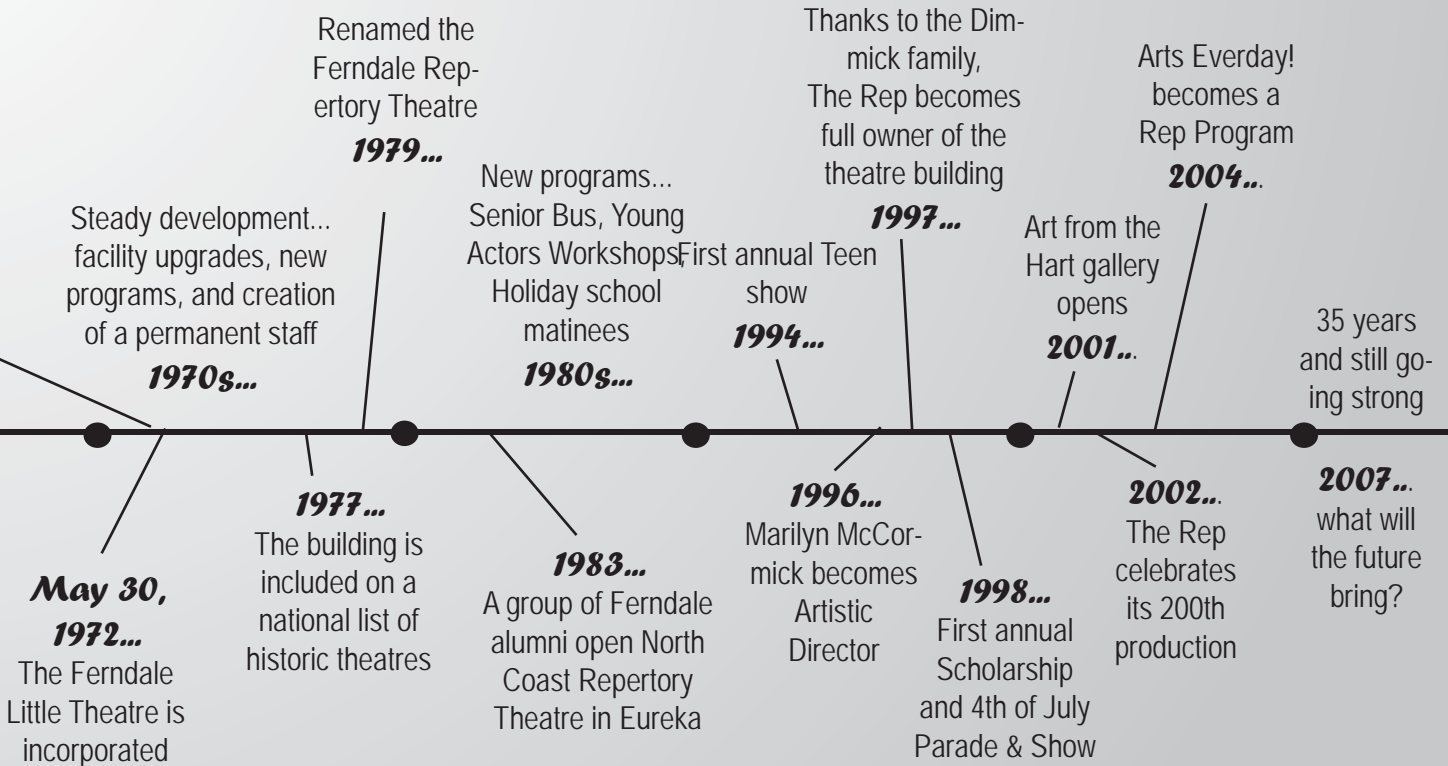 Steady development...
facility upgrades, new
programs, and creation
of a permanent staff
1970s...
May 30,
1972...
The Ferndale
Little Theatre is
incorporated
1977...
The building is
included on a
national list of
historic theatres
Renamed the
Ferndale Rep-
ertory Theatre
1979...
New programs...
Senior Bus, Young
Actors Workshops,
Holiday school
matinees
1980s...
1983...
A group of Ferndale
alumni open North
Coast Repertory
Theatre in Eureka
First annual Teen
show
1994...
1996...
Marilyn McCor-
mick becomes
Artistic
Director
Thanks to the Dim-
mick family,
The Rep becomes
full owner of the
theatre building
1997...
1998...
First annual
Scholarship
and 4th of July
Parade & Show
Art from the
Hart gallery
opens
2001...
2002...
The Rep
celebrates
its 200th
production
Arts Everday!
becomes a
Rep Program
2004...
35 years
and still go-
ing strong
2007...
what will
the future
bring?